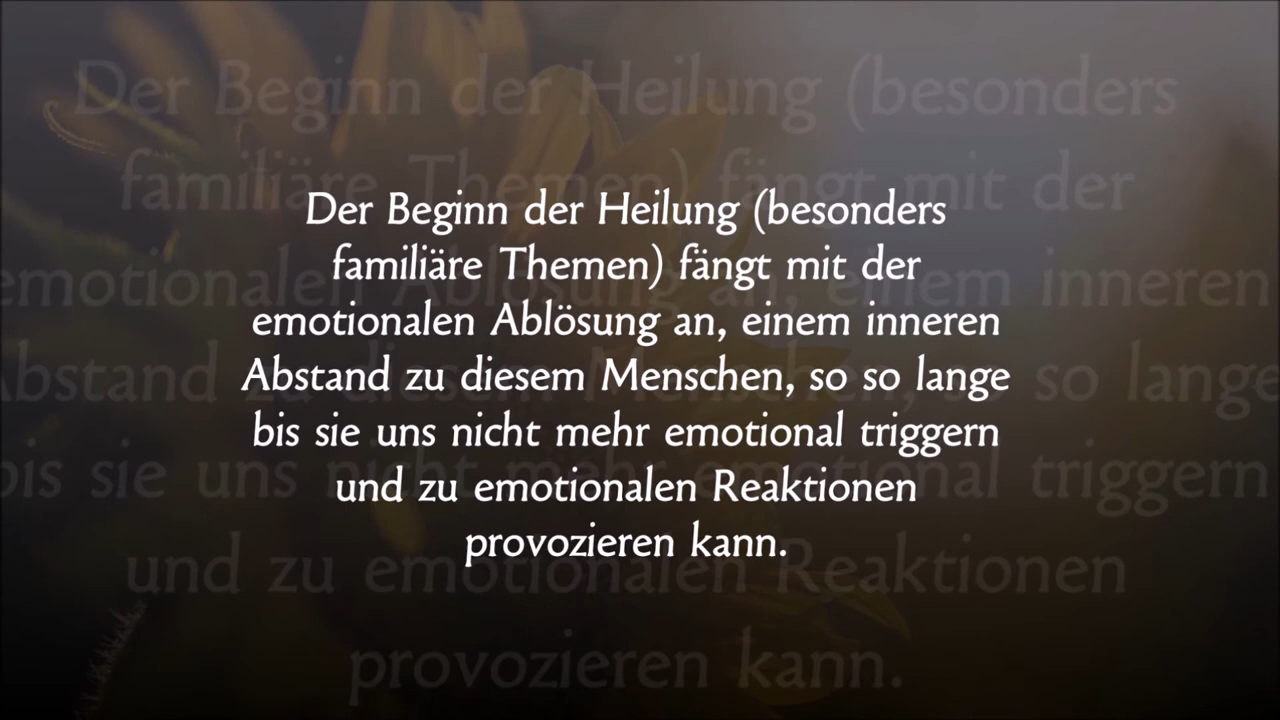 Der Beginn der Heilung (besonders
familiäre Themen) fängt mit der
emotionalen Ablösung an, einem inneren
Abstand zu diesem Menschen, so so lange
bis sie uns nicht mehr emotional triggern
und zu emotionalen Reaktionen
provozieren kann.